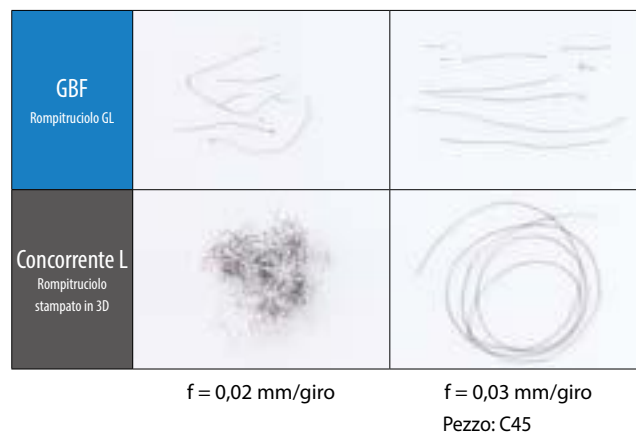 GBF
Rompitruciolo GL
Concorrente L
Rompitruciolo
stampato in 3D
f = 0,02 mm/giro
f = 0,03 mm/giro
Pezzo: C45